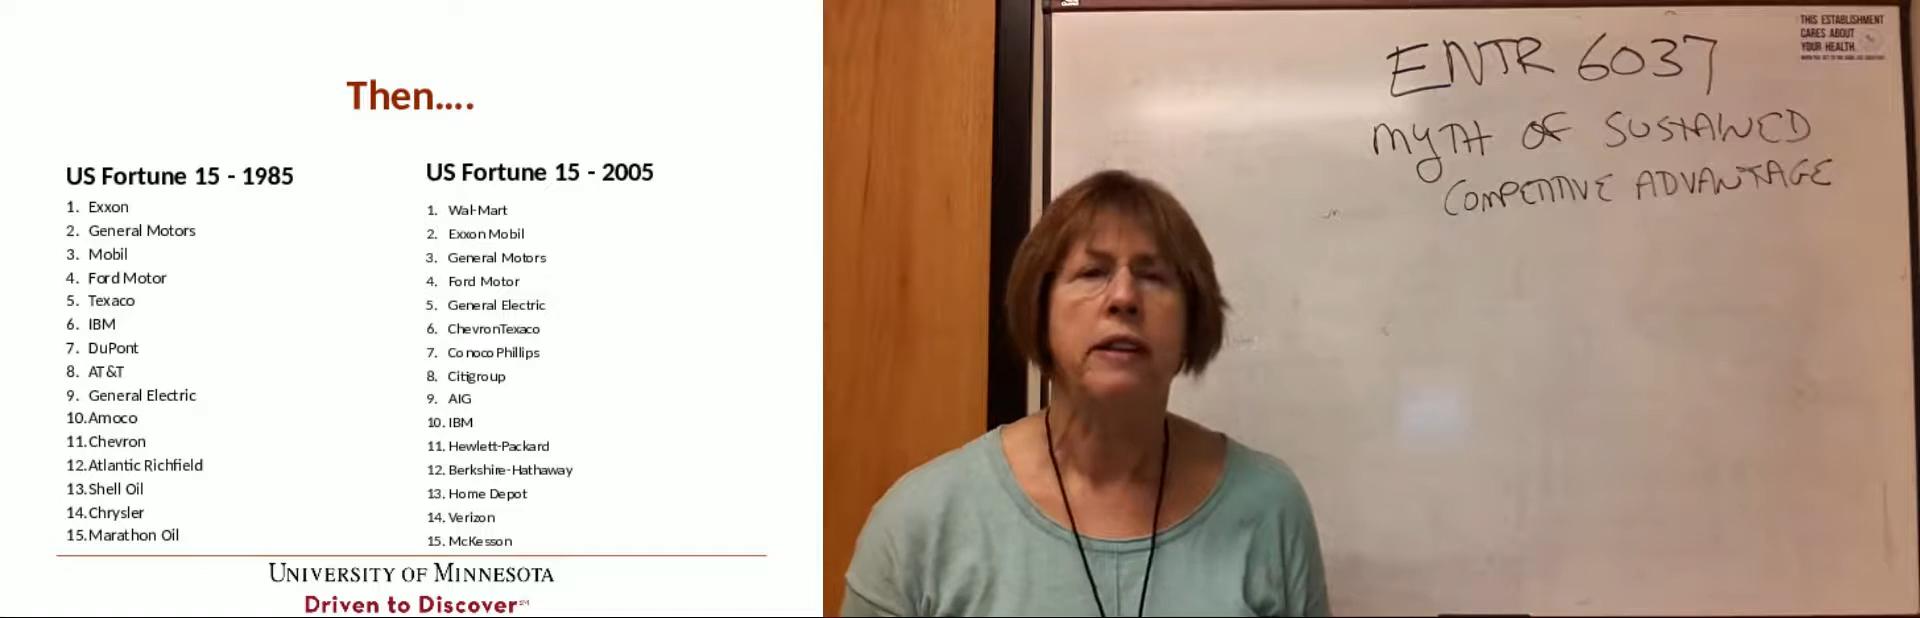 Then....
US Fortune 15 - 1985
1. Exxon
2. General Motors
3. Mobil
4. Ford Motor
5. Texaco
6. IBM
7. DuPont
8. AT&T
9. General Electric
10. Amoco
11. Chevron
12. Atlantic Richfield
13. Shell Oil
14. Chrysler
15. Marathon Oil
US Fortune 15 - 2005
1. Wal-Mart
2. Exxon Mobil
3. General Motors
4. Ford Motor
5. General Electric
6. ChevronTexaco
7. Conoco Phillips
8. Citigroup
9. AIG
10. IBM
11. Hewlett-Packard
12. Berkshire-Hathaway
13. Home Depot
14. Verizon
15. McKesson
UNIVERSITY OF MINNESOTA
Driven to Discover℠
ENTR 6037
MYTH OF SUSTAINED
COMPETITIVE ADVANTAGE
THIS ESTABLISHMENT
CARES ABOUT
YOUR HEALTH.